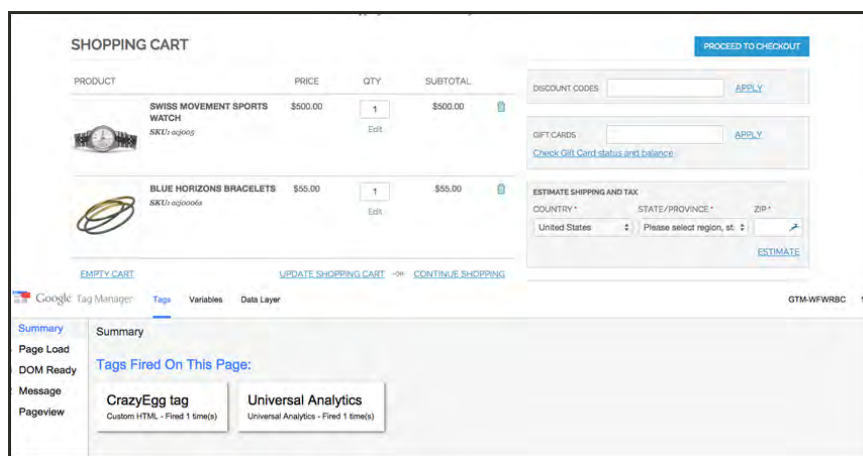 SHOPPING CART
PROCEED TO CHECKOUT
PRODUCT PRICE QTY SUBTOTAL
SWISS MOVEMENT SPORTS WATCH $500.00 1 $500.00
SKU: acj005
Edit
BLUE HORIZONS BRACELETS $55.00 1 $55.00
SKU: acj0006s
Edit
EMPTY CART UPDATE SHOPPING CART -OR- CONTINUE SHOPPING
DISCOUNT CODES APPLY
GIFT CARDS APPLY
Check Gift Card status and balance
ESTIMATE SHIPPING AND TAX
COUNTRY * STATE/PROVINCE * ZIP *
United States Please select region, st
ESTIMATE
Google Tag Manager Tags Variables Data Layer GTM-WFWRBC
Summary
Page Load
DOM Ready
Message
Pageview
Summary
Tags Fired On This Page:
CrazyEgg tag
Custom HTML - Fired 1 time(s)
Universal Analytics
Universal Analytics - Fired 1 time(s)